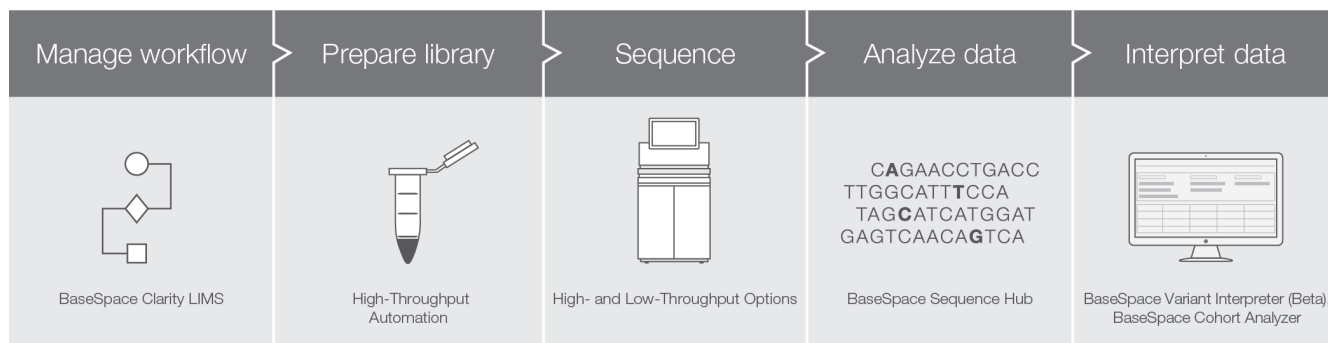 Manage workflow
Prepare library
Sequence
Analyze data
Interpret data
CAGAACCTGACC
TTGGCATTTCCA
TAGCATCATGGAT
GAGTCAACAGTCA
BaseSpace Clarity LIMS
High-Throughput
Automation
High- and Low-Throughput Options
BaseSpace Sequence Hub
BaseSpace Variant Interpreter (Beta)
BaseSpace Cohort Analyzer